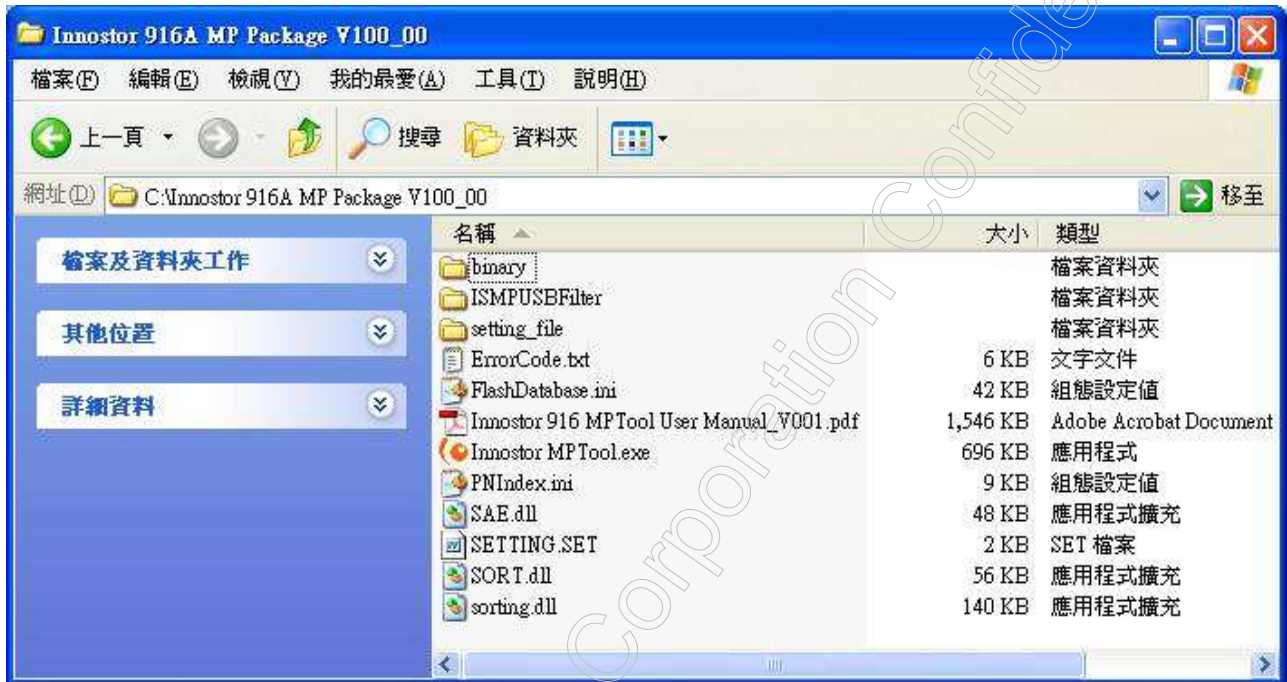 Innostor 916A MP Package V100_00
檔案(F) 編輯(E) 檢視(V) 我的最愛(A) 工具(T) 說明(H)
上一頁 搜尋 資料夾
網址(D) C:\Innostor 916A MP Package V100_00 移至
檔案及資料夾工作
其他位置
詳細資料
名稱 大小 類型
binary 檔案資料夾
ISMPUSBFilter 檔案資料夾
setting_file 檔案資料夾
ErrorCode.txt 6 KB 文字文件
FlashDatabase.ini 42 KB 組態設定值
Innostor 916 MPTool User Manual_V001.pdf 1,546 KB Adobe Acrobat Document
Innostor MPTool.exe 696 KB 應用程式
PNIndex.ini 9 KB 組態設定值
SAE.dll 48 KB 應用程式擴充
SETTING.SET 2 KB SET 檔案
SORT.dll 56 KB 應用程式擴充
sorting.dll 140 KB 應用程式擴充
Corporation Confide